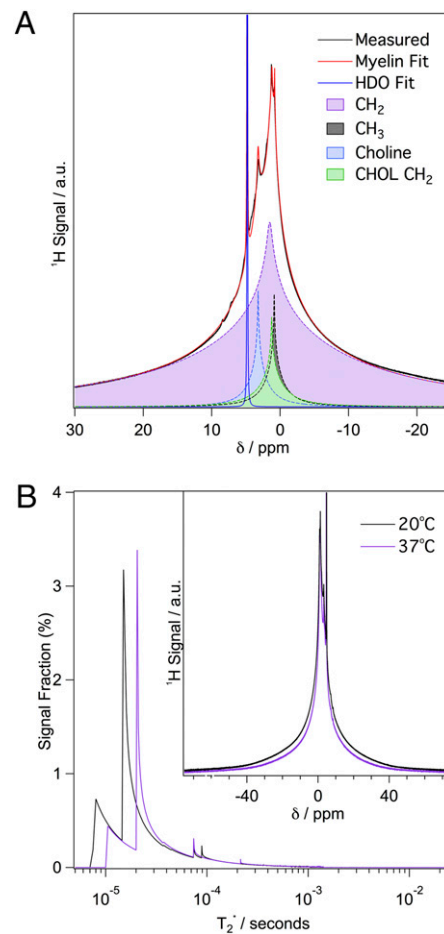 A
Measured
Myelin Fit
HDO Fit
CH₂
CH₃
Choline
CHOL CH₂
¹H Signal / a.u.
30 20 10 0 -10 -20
δ / ppm
B
4
3
2
1
0
Signal Fraction (%)
20°C
37°C
¹H Signal / a.u.
-40 0 40
δ / ppm
10⁻⁵ 10⁻⁴ 10⁻³ 10⁻²
T₂* / seconds